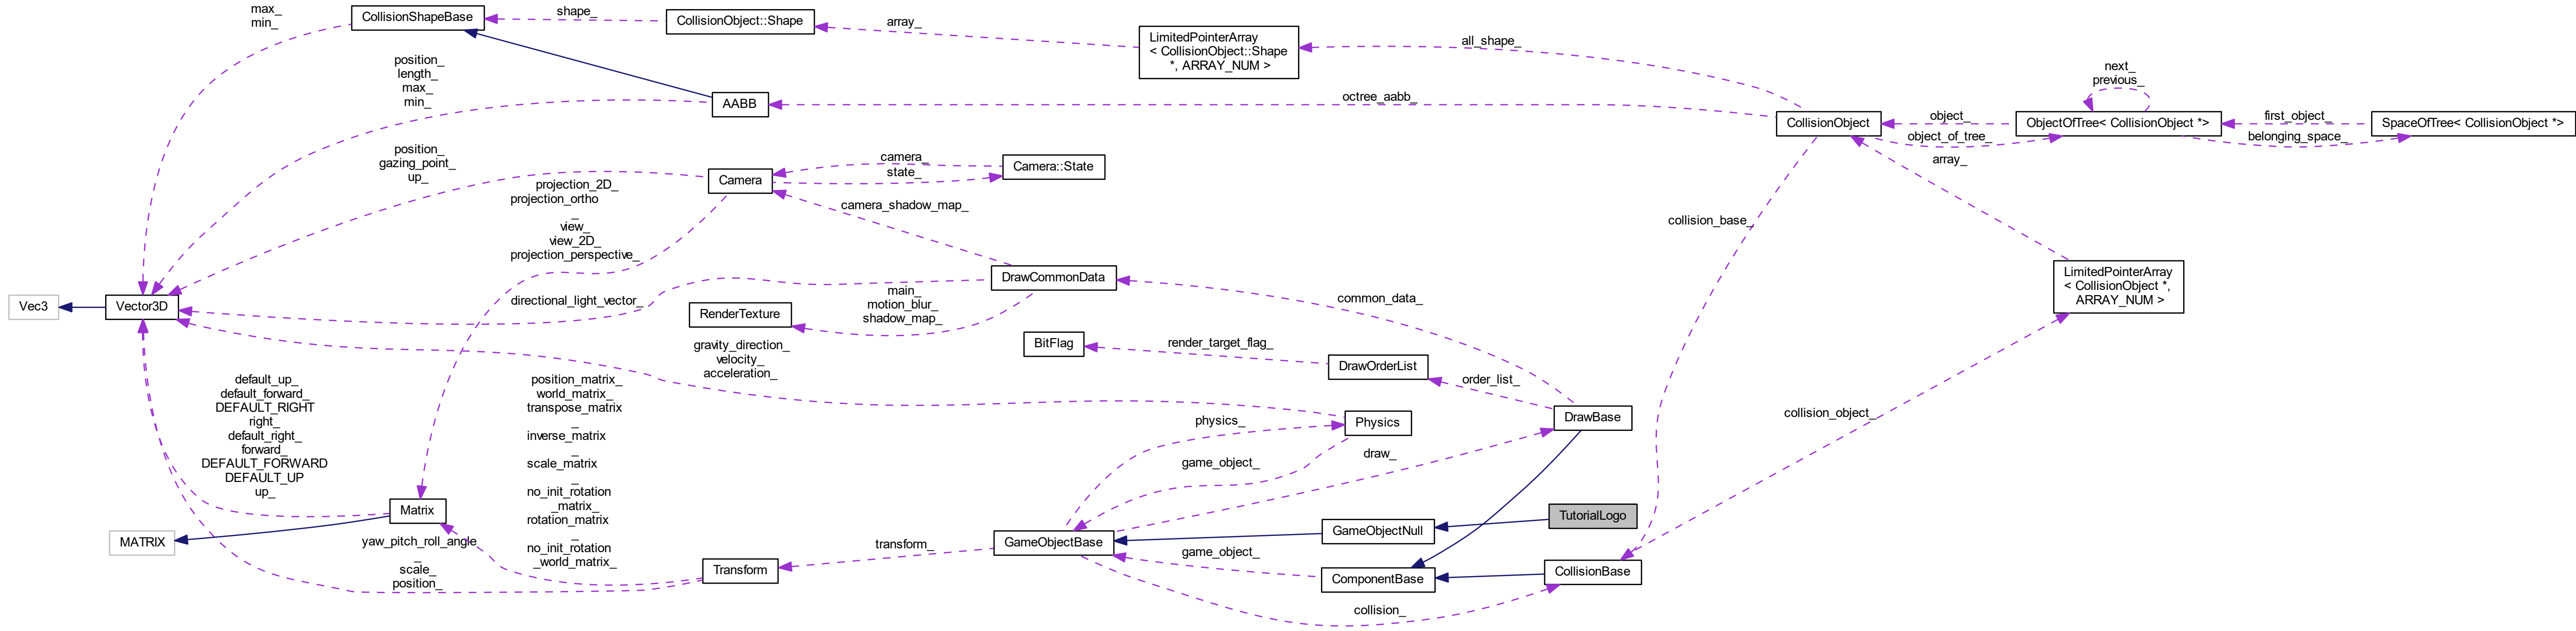 max_
min_
CollisionShapeBase
shape_
CollisionObject::Shape
array_
LimitedPointerArray
< CollisionObject::Shape
*, ARRAY_NUM >
all_shape_
position_
length_
max_
min_
AABB
octree_aabb_
CollisionObject
object_
object_of_tree_
next_
previous_
ObjectOfTree< CollisionObject *>
first_object_
belonging_space_
SpaceOfTree< CollisionObject *>
position_
gazing_point_
up_
Camera
camera_
state_
Camera::State
array_
projection_2D_
projection_ortho
_
view_
view_2D_
projection_perspective_
camera_shadow_map_
collision_base_
Vec3
Vector3D
directional_light_vector_
DrawCommonData
main_
motion_blur_
shadow_map_
RenderTexture
common_data_
LimitedPointerArray
< CollisionObject *,
ARRAY_NUM >
BitFlag
render_target_flag_
DrawOrderList
order_list_
gravity_direction_
velocity_
acceleration_
default_up_
default_forward_
DEFAULT_RIGHT
right_
default_right_
forward_
DEFAULT_FORWARD
DEFAULT_UP
up_
position_matrix_
world_matrix_
transpose_matrix
_
inverse_matrix
_
scale_matrix
_
no_init_rotation
_matrix_
rotation_matrix
_
no_init_rotation
_world_matrix_
physics_
Physics
DrawBase
collision_object_
game_object_
draw_
Matrix
MATRIX
yaw_pitch_roll_angle
_
scale_
position_
Transform
transform_
GameObjectBase
GameObjectNull
TutorialLogo
game_object_
ComponentBase
CollisionBase
collision_